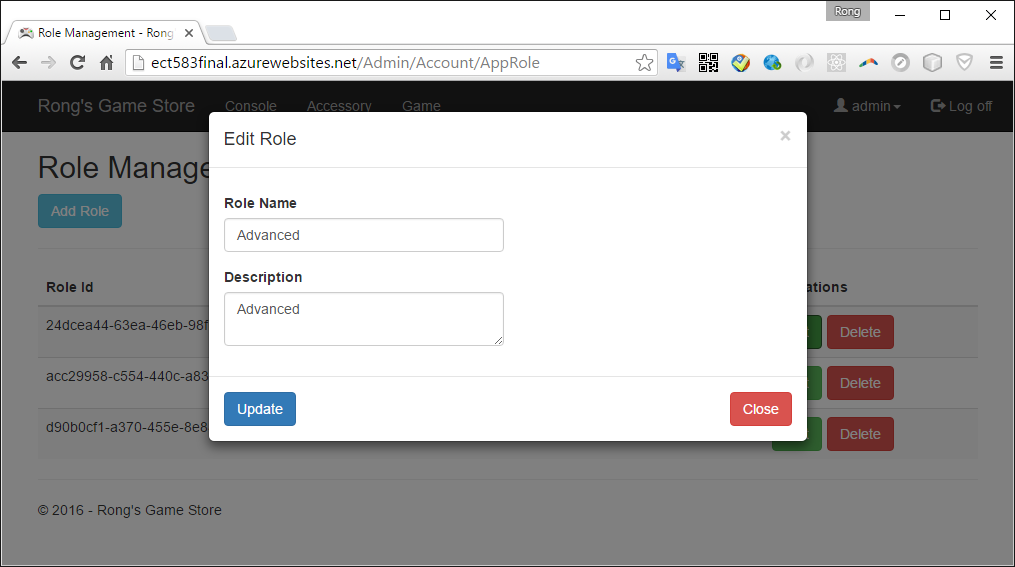 Rong
Role Management - Rong
ect583final.azurewebsites.net/Admin/Account/AppRole
Rong's Game Store Console Accessory Game admin Log off
Edit Role ×
Role Manage
Add Role
Role Name
Advanced
Description
Advanced
Role Id ations
24dcea44-63ea-46eb-98f Delete
acc29958-c554-440c-a83 Delete
d90b0cf1-a370-455e-8e8 Delete
Update Close
© 2016 - Rong's Game Store